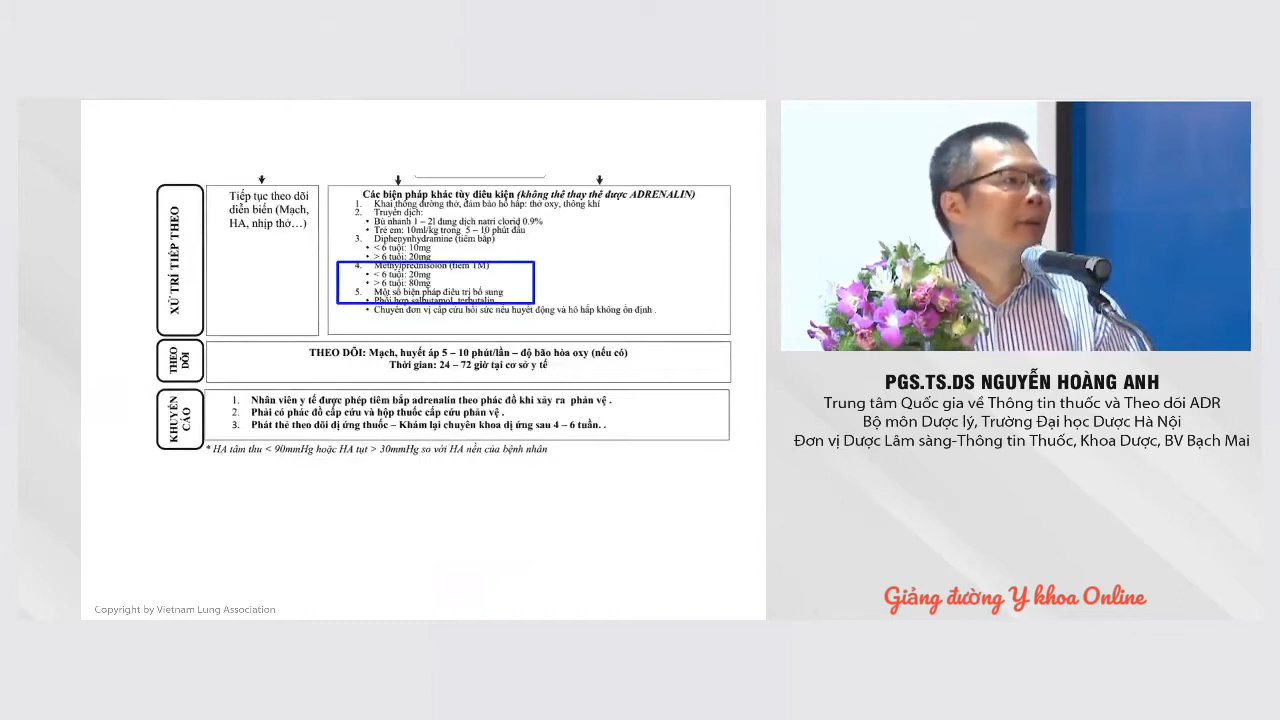 XỬ TRÍ TIẾP THEO
Tiếp tục theo dõi
diễn biến (Mạch,
HA, nhịp thở…)
Các biện pháp khác tùy điều kiện (không thể thay thế được ADRENALIN)
1. Khai thông đường thở, đảm bảo hô hấp: thở oxy, thông khí
2. Truyền dịch:
• Bù nhanh 1 – 2l dung dịch natri clorid 0.9%
• Trẻ em: 10ml/kg trong 5 – 10 phút đầu
3. Diphenynhydramine (tiêm bắp)
• < 6 tuổi: 10mg
• > 6 tuổi: 20mg
4. Methylprednisolon (tiêm TM)
• < 6 tuổi: 20mg
• > 6 tuổi: 80mg
5. Một số biện pháp điều trị bổ sung
• Phối hợp salbutamol, terbutalin
• Chuyển đơn vị cấp cứu hồi sức nếu huyết động và hô hấp không ổn định .
THEO
DÕI
THEO DÕI: Mạch, huyết áp 5 – 10 phút/lần – độ bão hòa oxy (nếu có)
Thời gian: 24 – 72 giờ tại cơ sở y tế
KHUYẾN
CÁO
1. Nhân viên y tế được phép tiêm bắp adrenalin theo phác đồ khi xảy ra phản vệ .
2. Phải có phác đồ cấp cứu và hộp thuốc cấp cứu phản vệ .
3. Phát thẻ theo dõi dị ứng thuốc – Khám lại chuyên khoa dị ứng sau 4 – 6 tuần. .
* HA tâm thu < 90mmHg hoặc HA tụt > 30mmHg so với HA nền của bệnh nhân
Copyright by Vietnam Lung Association
PGS.TS.DS NGUYỄN HOÀNG ANH
Trung tâm Quốc gia về Thông tin thuốc và Theo dõi ADR
Bộ môn Dược lý, Trường Đại học Dược Hà Nội
Đơn vị Dược Lâm sàng-Thông tin Thuốc, Khoa Dược, BV Bạch Mai
Giảng đường Y khoa Online